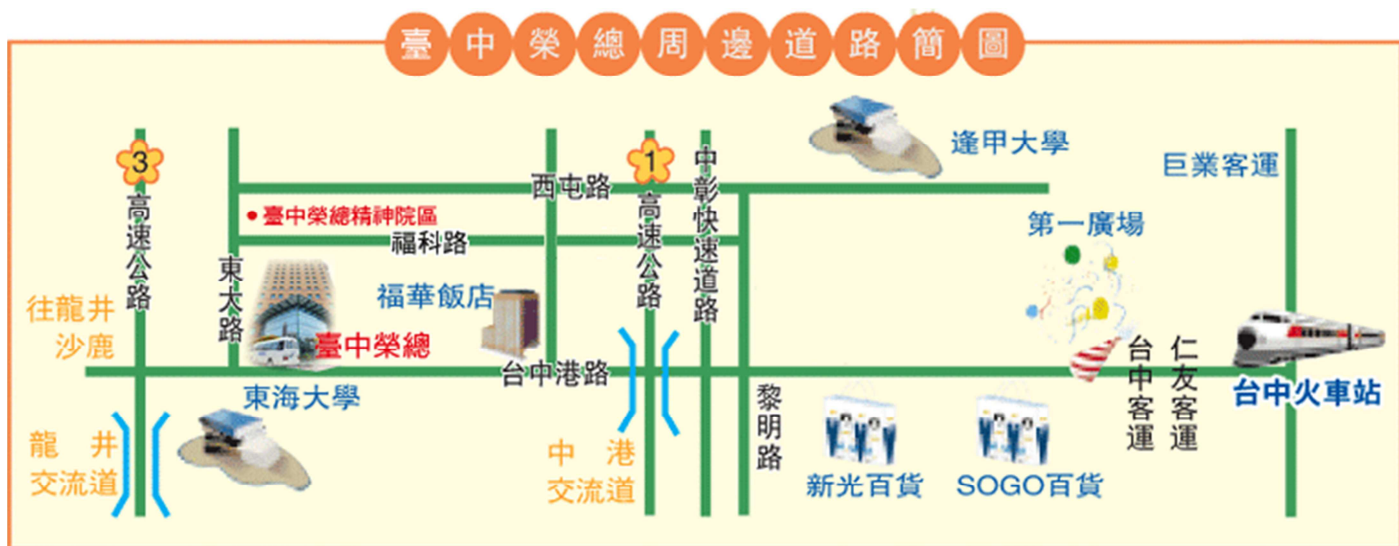 臺中榮總周邊道路簡圖
3
高速公路
東大路
往龍井
沙鹿
龍井
交流道
西屯路
臺中榮總精神院區
福科路
臺中榮總
東海大學
福華飯店
台中港路
1
高速公路
中港
交流道
中彰快速道路
黎明路
逢甲大學
新光百貨
SOGO百貨
第一廣場
台中客運
仁友客運
巨業客運
台中火車站